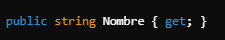 public string Nombre { get; }